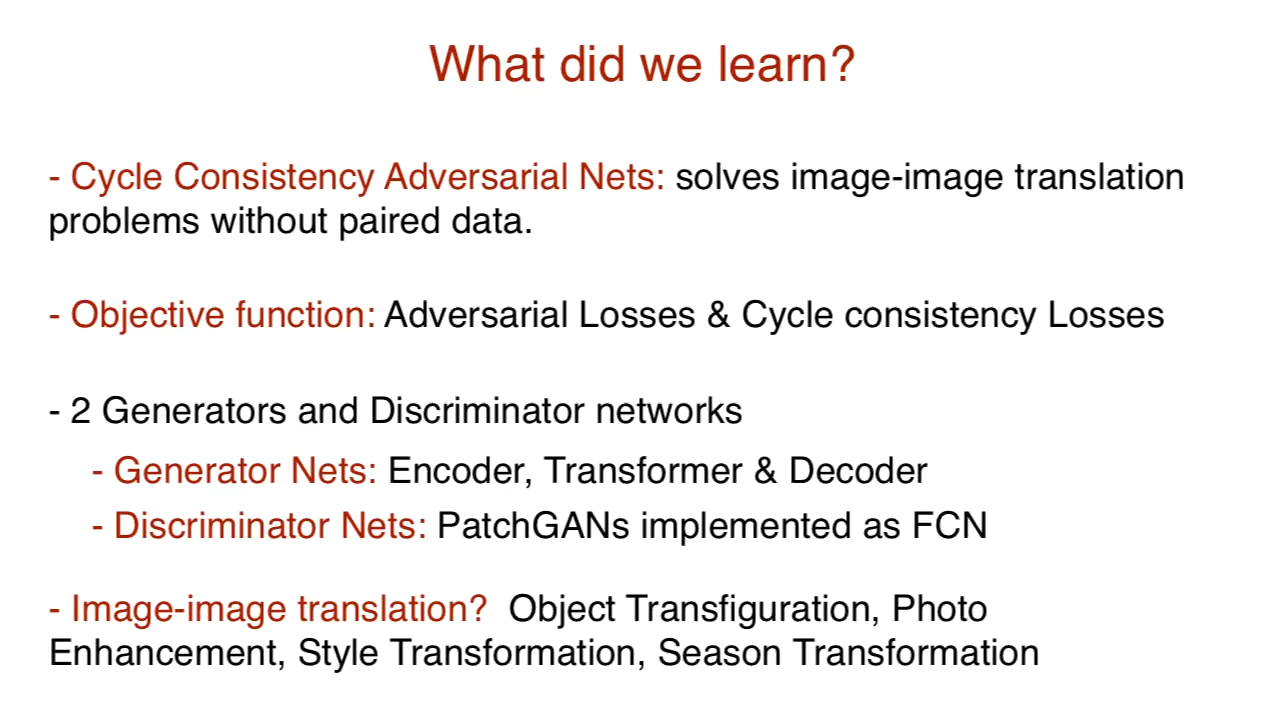 What did we learn?
- Cycle Consistency Adversarial Nets: solves image-image translation
problems without paired data.
- Objective function: Adversarial Losses & Cycle consistency Losses
- 2 Generators and Discriminator networks
- Generator Nets: Encoder, Transformer & Decoder
- Discriminator Nets: PatchGANs implemented as FCN
- Image-image translation? Object Transfiguration, Photo
Enhancement, Style Transformation, Season Transformation